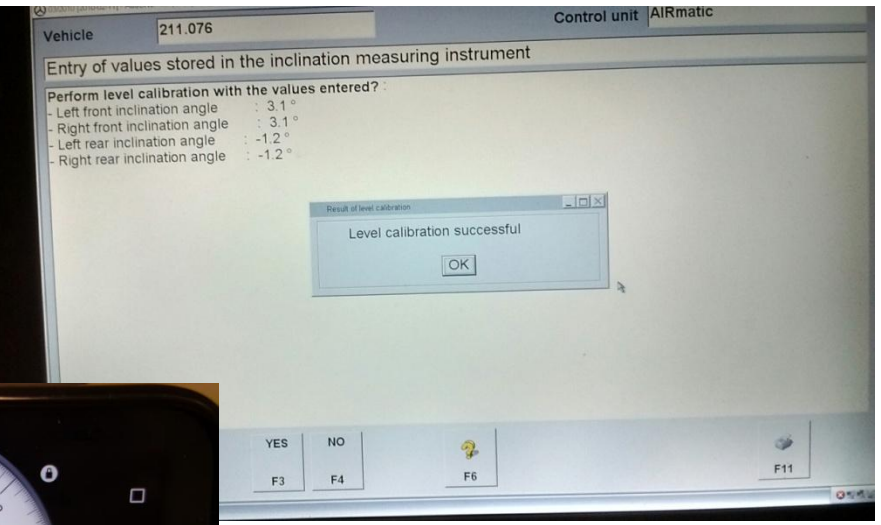 Vehicle 211.076 Control unit AIRmatic
Entry of values stored in the inclination measuring instrument
Perform level calibration with the values entered?
- Left front inclination angle : 3.1 °
- Right front inclination angle : 3.1 °
- Left rear inclination angle : -1.2 °
- Right rear inclination angle : -1.2 °
Result of level calibration
Level calibration successful
OK
YES NO
F3 F4 F6 F11